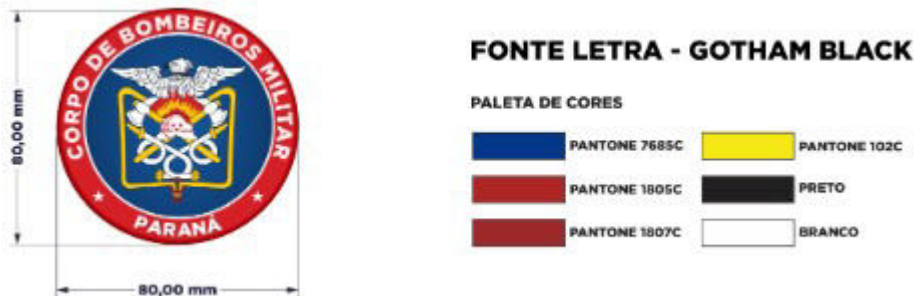 CORPO DE BOMBEIROS MILITAR
PARANÁ
80,00 mm
80,00 mm
FONTE LETRA - GOTHAM BLACK
PALETA DE CORES
PANTONE 7685C
PANTONE 102C
PANTONE 1805C
PRETO
PANTONE 1807C
BRANCO